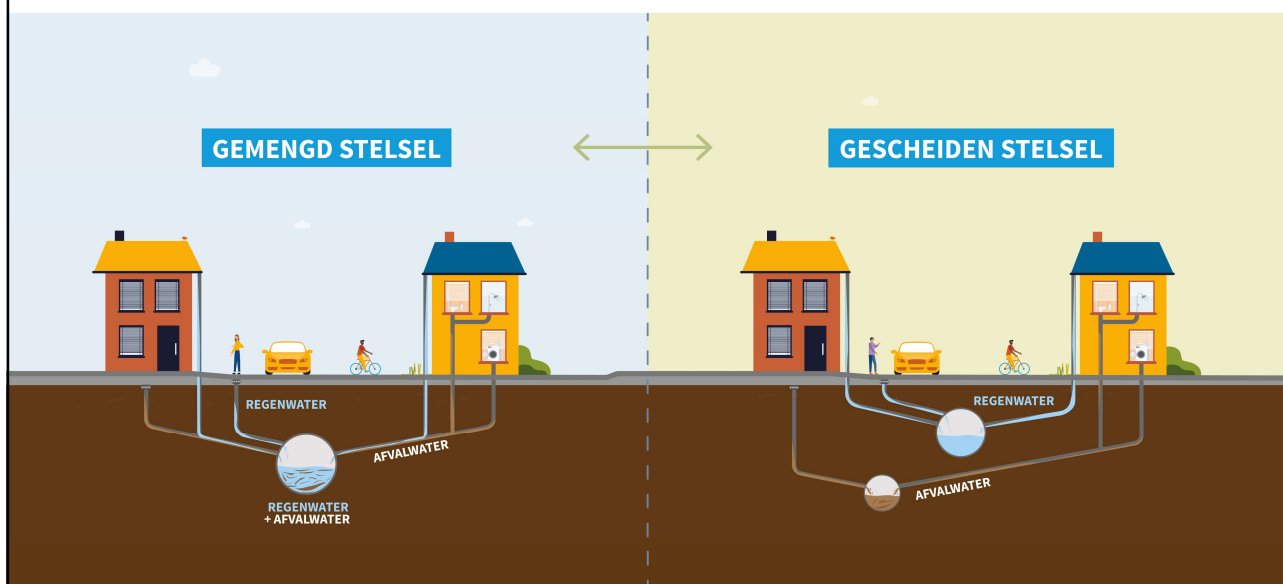 GEMENGD STELSEL
REGENWATER
AFVALWATER
REGENWATER
+ AFVALWATER
GESCHEIDEN STELSEL
REGENWATER
AFVALWATER